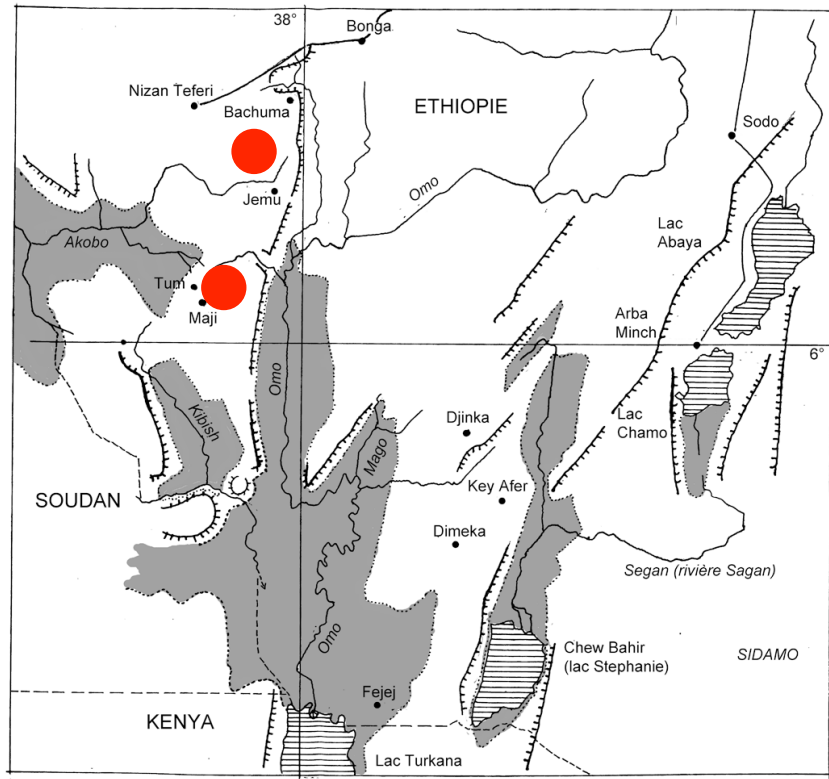 38°
Bonga
Nizan Teferi
Bachuma
ETHIOPIE
Sodo
Jemu
Omo
Lac
Abaya
Akobo
Tum
Maji
Arba
Minch
6°
Omo
Kibish
Mago
Djinka
Lac
Chamo
Key Afer
SOUDAN
Dimeka
Segan (rivière Sagan)
Omo
Chew Bahir
(lac Stephanie)
SIDAMO
Fejej
KENYA
Lac Turkana